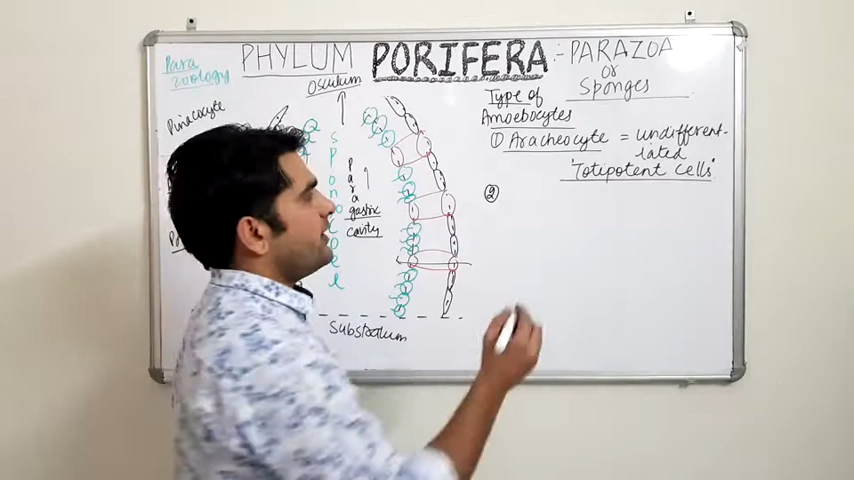 PHYLUM PORIFERA :- PARAZOA
or
Sponges
Para
zoology
Osculum
Pinacocyte
Spongocoel
Para
gastric
cavity
Substratum
Type of
Amoebocytes
① Aracheocyte = undifferent-
iated
'Totipotent cells'
②